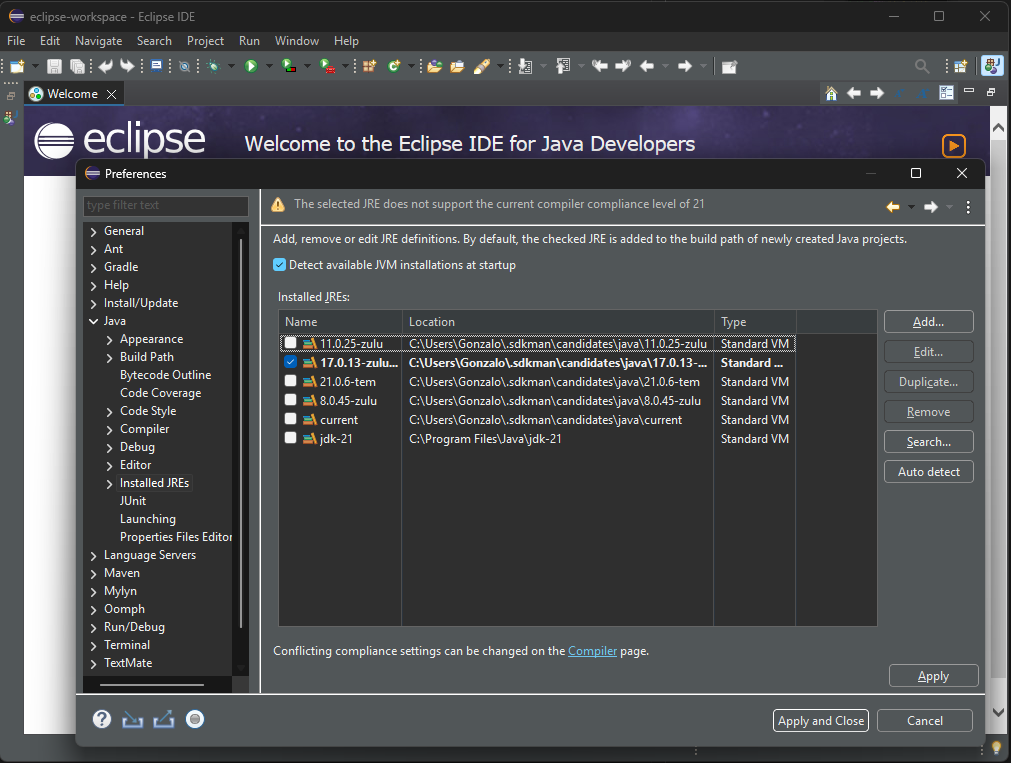 eclipse-workspace - Eclipse IDE
File Edit Navigate Search Project Run Window Help
Welcome
eclipse
Welcome to the Eclipse IDE for Java Developers
Preferences
type filter text
General
Ant
Gradle
Help
Install/Update
Java
Appearance
Build Path
Bytecode Outline
Code Coverage
Code Style
Compiler
Debug
Editor
Installed JREs
JUnit
Launching
Properties Files Editor
Language Servers
Maven
Mylyn
Oomph
Run/Debug
Terminal
TextMate
The selected JRE does not support the current compiler compliance level of 21
Add, remove or edit JRE definitions. By default, the checked JRE is added to the build path of newly created Java projects.
Detect available JVM installations at startup
Installed JREs:
Name Location Type
11.0.25-zulu C:\Users\Gonzalo\.sdkman\candidates\java\11.0.25-zulu Standard VM
17.0.13-zulu... C:\Users\Gonzalo\.sdkman\candidates\java\17.0.13-... Standard ...
21.0.6-tem C:\Users\Gonzalo\.sdkman\candidates\java\21.0.6-tem Standard VM
8.0.45-zulu C:\Users\Gonzalo\.sdkman\candidates\java\8.0.45-zulu Standard VM
current C:\Users\Gonzalo\.sdkman\candidates\java\current Standard VM
jdk-21 C:\Program Files\Java\jdk-21 Standard VM
Add...
Edit...
Duplicate...
Remove
Search...
Auto detect
Conflicting compliance settings can be changed on the Compiler page.
Apply
Apply and Close Cancel